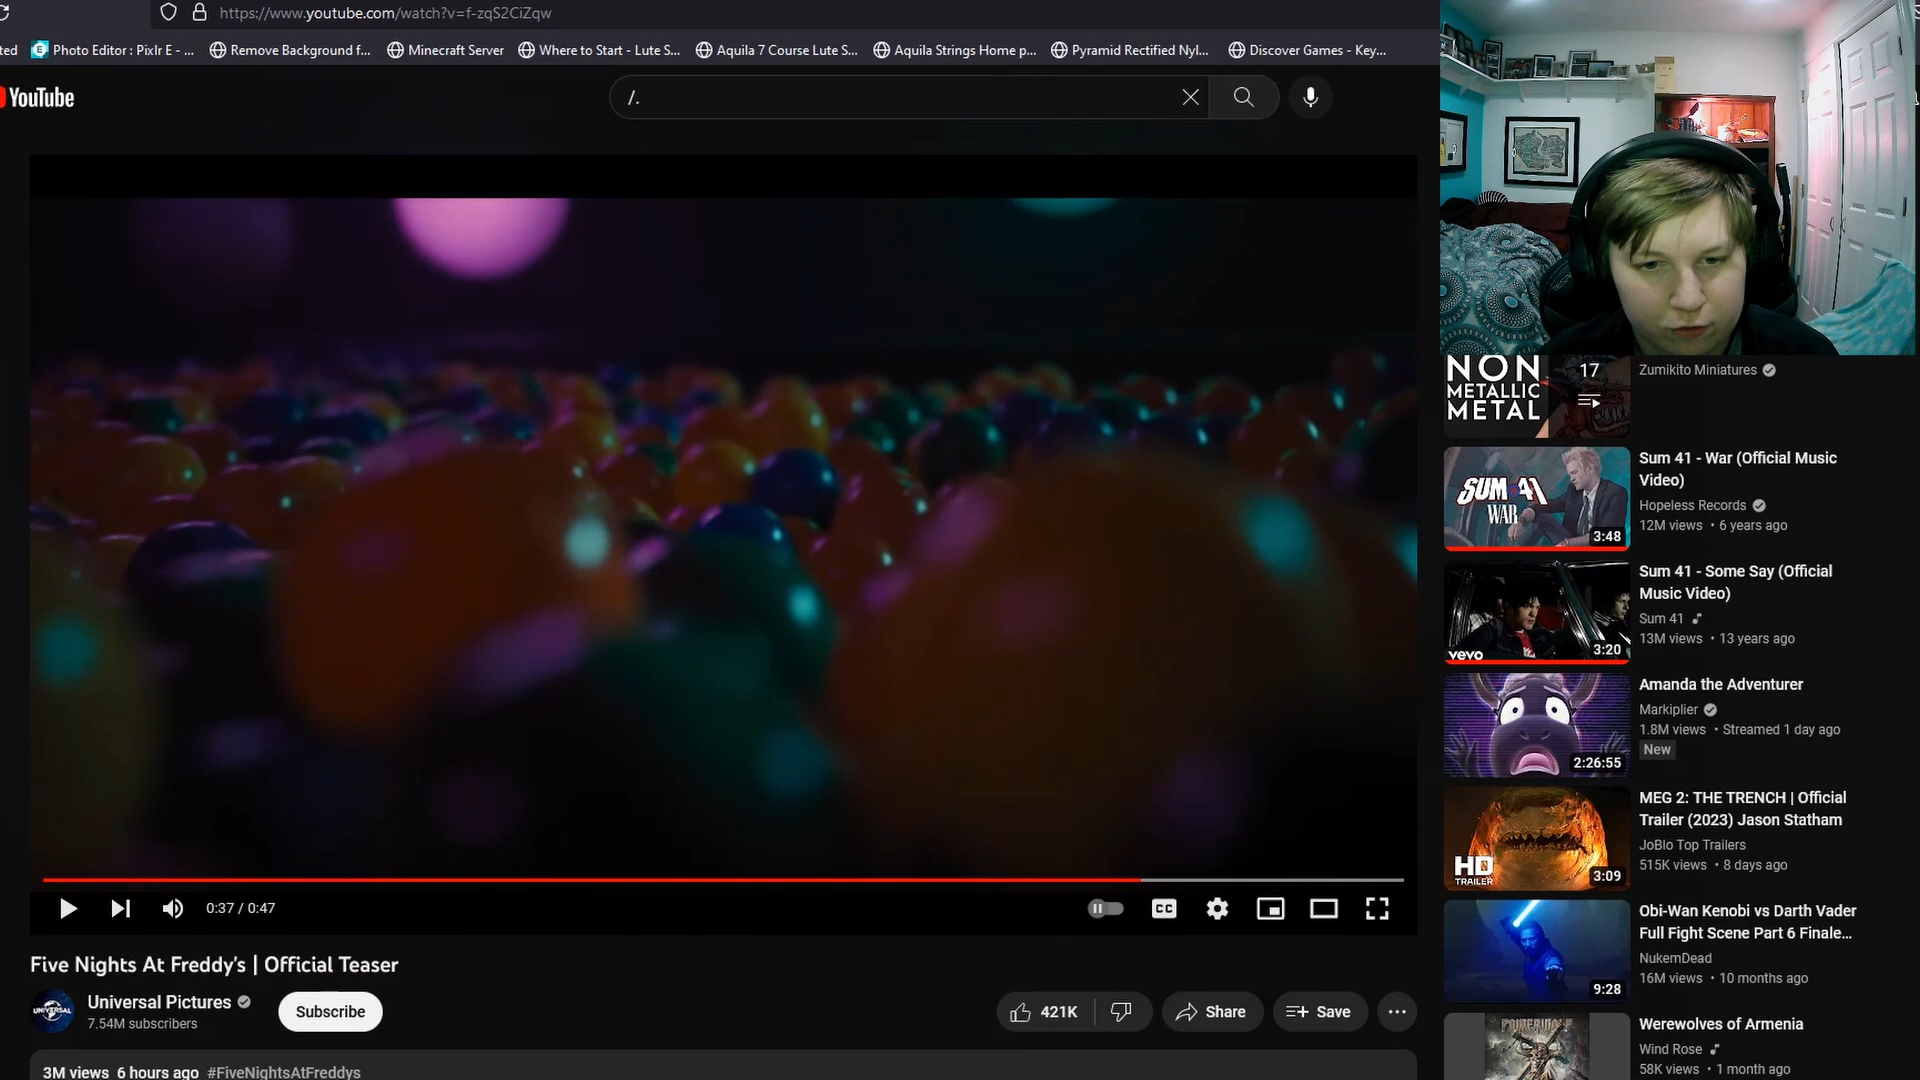 https://www.youtube.com/watch?v=f-zqS2CiZqw
ted
Photo Editor : Pixlr E - ...
Remove Background f...
Minecraft Server
Where to Start - Lute S...
Aquila 7 Course Lute S...
Aquila Strings Home p...
Pyramid Rectified Nyl...
Discover Games - Key...
YouTube
/.
0:37 / 0:47
CC
Five Nights At Freddy's | Official Teaser
UNIVERSAL
Universal Pictures
7.54M subscribers
Subscribe
421K
Share
Save
3M views 6 hours ago #FiveNightsAtFreddys
NON
METALLIC
METAL
17
Zumikito Miniatures
SUM 41
WAR
3:48
Sum 41 - War (Official Music
Video)
Hopeless Records
12M views • 6 years ago
vevo
3:20
Sum 41 - Some Say (Official
Music Video)
Sum 41
13M views • 13 years ago
2:26:55
Amanda the Adventurer
Markiplier
1.8M views • Streamed 1 day ago
New
HD
TRAILER
3:09
MEG 2: THE TRENCH | Official
Trailer (2023) Jason Statham
JoBlo Top Trailers
515K views • 8 days ago
9:28
Obi-Wan Kenobi vs Darth Vader
Full Fight Scene Part 6 Finale...
NukemDead
16M views • 10 months ago
POWERWOLF
Werewolves of Armenia
Wind Rose
58K views • 1 month ago